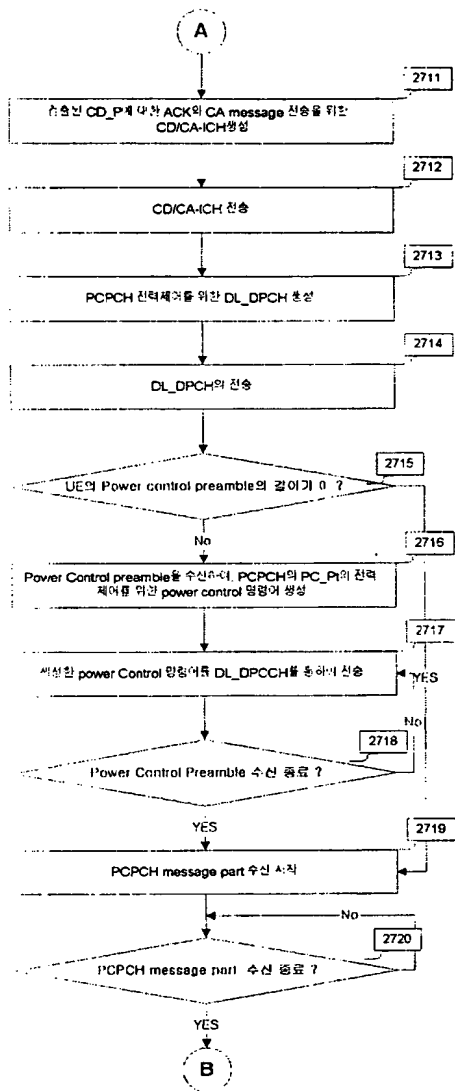 A
2711
CD_P에 대한 ACK와 CA message 전송을 위한
CD/CA-ICH생성
2712
CD/CA-ICH 전송
2713
PCPCH 전력제어를 위한 DL_DPCH 생성
2714
DL_DPCH의 전송
2715
UE의 Power control preamble의 길이가 0 ?
No
2716
Power Control preamble을 수신하여, PCPCH의 PC_P의 전력
제어를 위한 power control 명령어 생성
2717
생성한 power Control 명령어를 DL_DPCCH를 통하여 전송
YES
No
2718
Power Control Preamble 수신 종료 ?
YES
2719
PCPCH message part 수신 시작
No
2720
PCPCH message part 수신 종료 ?
YES
B